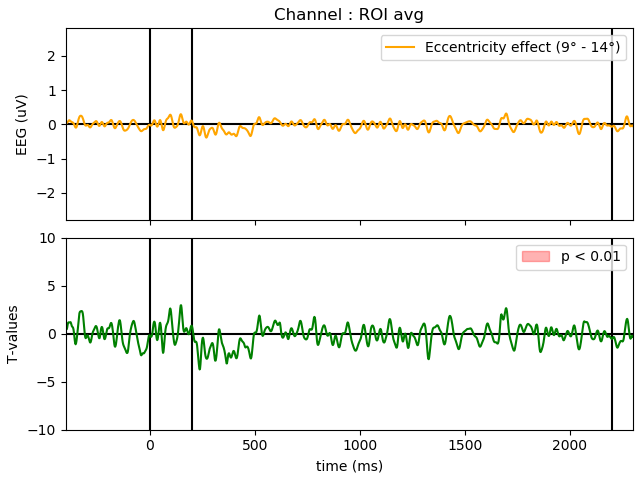 Channel : ROI avg
Eccentricity effect (9° - 14°)
EEG (uV)
2
1
0
−1
−2
p < 0.01
T-values
10
5
0
−5
−10
0
500
1000
1500
2000
time (ms)